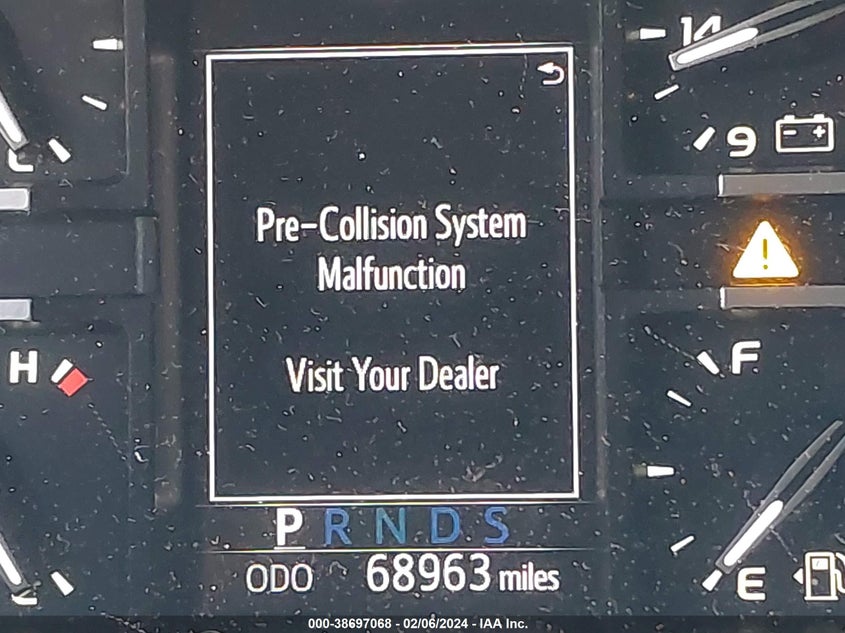 14
9
Pre-Collision System
Malfunction
Visit Your Dealer
H
F
P R N D S
E
ODO 68963 miles
000-38697068 - 02/06/2024 - IAA Inc.